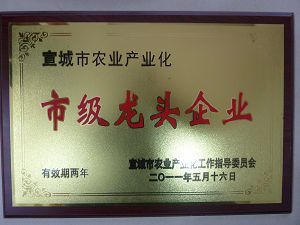 宣城市农业产业化
市级龙头企业
有效期两年
宣城市农业产业化工作指导委员会
二〇一一年五月十六日